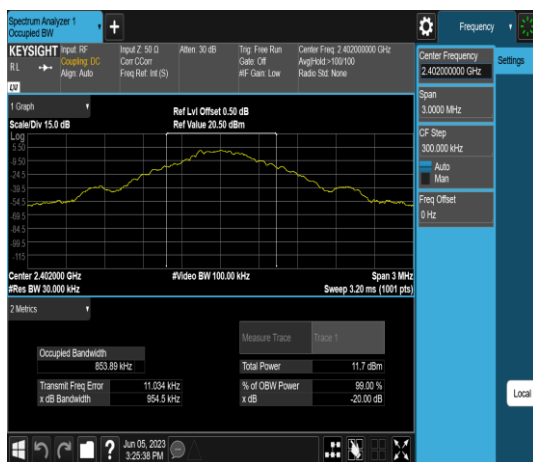 Spectrum Analyzer 1
Occupied BW
Frequency
KEYSIGHT
RL
Input: RF
Coupling: DC
Align: Auto
Input Z: 50 Ω
Corr CCorr
Freq Ref: Int (S)
Atten: 30 dB
Trig: Free Run
Gate: Off
#IF Gain: Low
Center Freq: 2.402000000 GHz
Avg|Hold:>100/100
Radio Std: None
1 Graph
Scale/Div 15.0 dB
Ref Lvl Offset 0.50 dB
Ref Value 20.50 dBm
Log
5.50
-9.50
-24.5
-39.5
-54.5
-69.5
-84.5
-99.5
-115
Center 2.402000 GHz
#Res BW 30.000 kHz
#Video BW 100.00 kHz
Span 3 MHz
Sweep 3.20 ms (1001 pts)
2 Metrics
Measure Trace
Trace 1
Occupied Bandwidth
853.89 kHz
Total Power
11.7 dBm
Transmit Freq Error
11.034 kHz
% of OBW Power
99.00 %
x dB Bandwidth
954.5 kHz
x dB
-20.00 dB
Jun 05, 2023
3:25:38 PM
Center Frequency
2.402000000 GHz
Settings
Span
3.0000 MHz
CF Step
300.000 kHz
Auto
Man
Freq Offset
0 Hz
Local